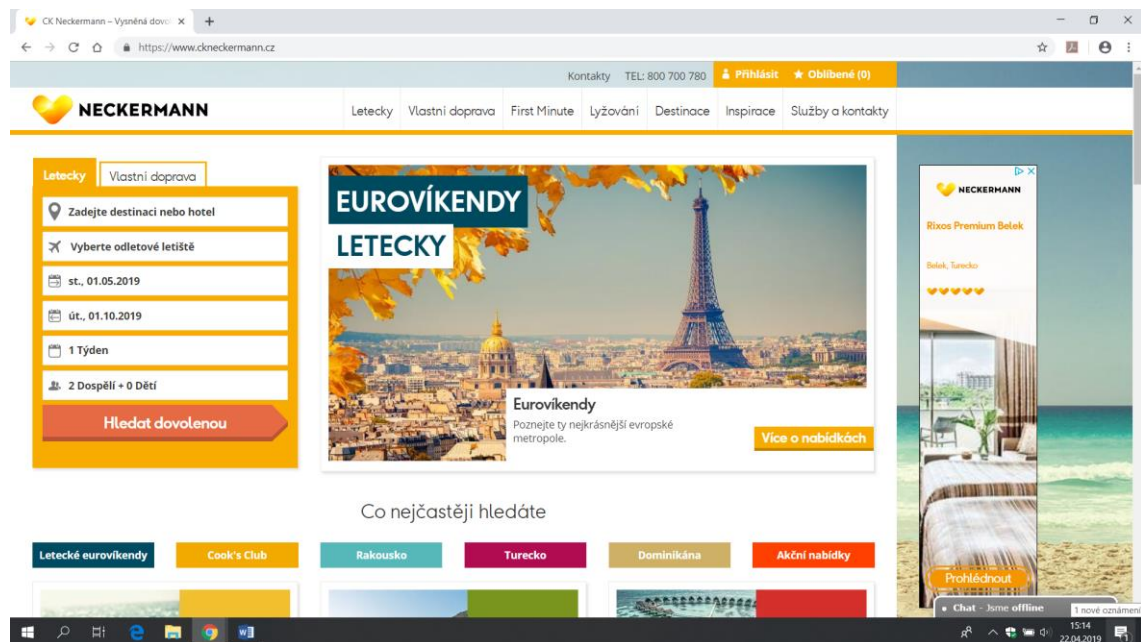 CK Neckermann – Vysněná dovo
https://www.ckneckermann.cz
Kontakty TEL: 800 700 780 Přihlásit Oblíbené (0)
NECKERMANN
Letecky Vlastní doprava First Minute Lyžování Destinace Inspirace Služby a kontakty
Letecky Vlastní doprava
Zadejte destinaci nebo hotel
Vyberte odletové letiště
st., 01.05.2019
út., 01.10.2019
1 Týden
2 Dospělí + 0 Dětí
Hledat dovolenou
EUROVÍKENDY
LETECKY
Eurovíkendy
Poznejte ty nejkrásnější evropské
metropole.
Více o nabídkách
NECKERMANN
Rixos Premium Belek
Belek, Turecko
Prohlédnout
Co nejčastěji hledáte
Letecké eurovíkendy Cook's Club Rakousko Turecko Dominikána Akční nabídky
Chat - Jsme offline
1 nové oznámení
15:14
22.04.2019